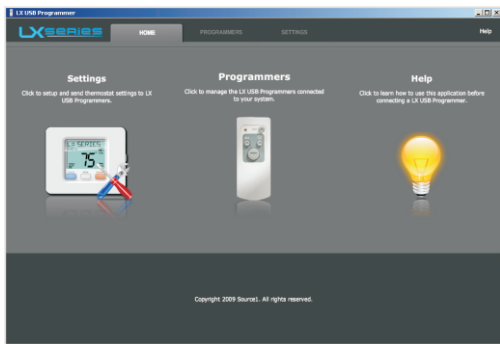 LX USB Programmer
LXSERIES HOME PROGRAMMERS SETTINGS Help
Settings
Click to setup and send thermostat settings to LX
USB Programmers.
Programmers
Click to manage the LX USB Programmers connected
to your system.
Help
Click to learn how to use this application before
connecting a LX USB Programmer.
LX SERIES
75
Copyright 2009 Source1. All rights reserved.